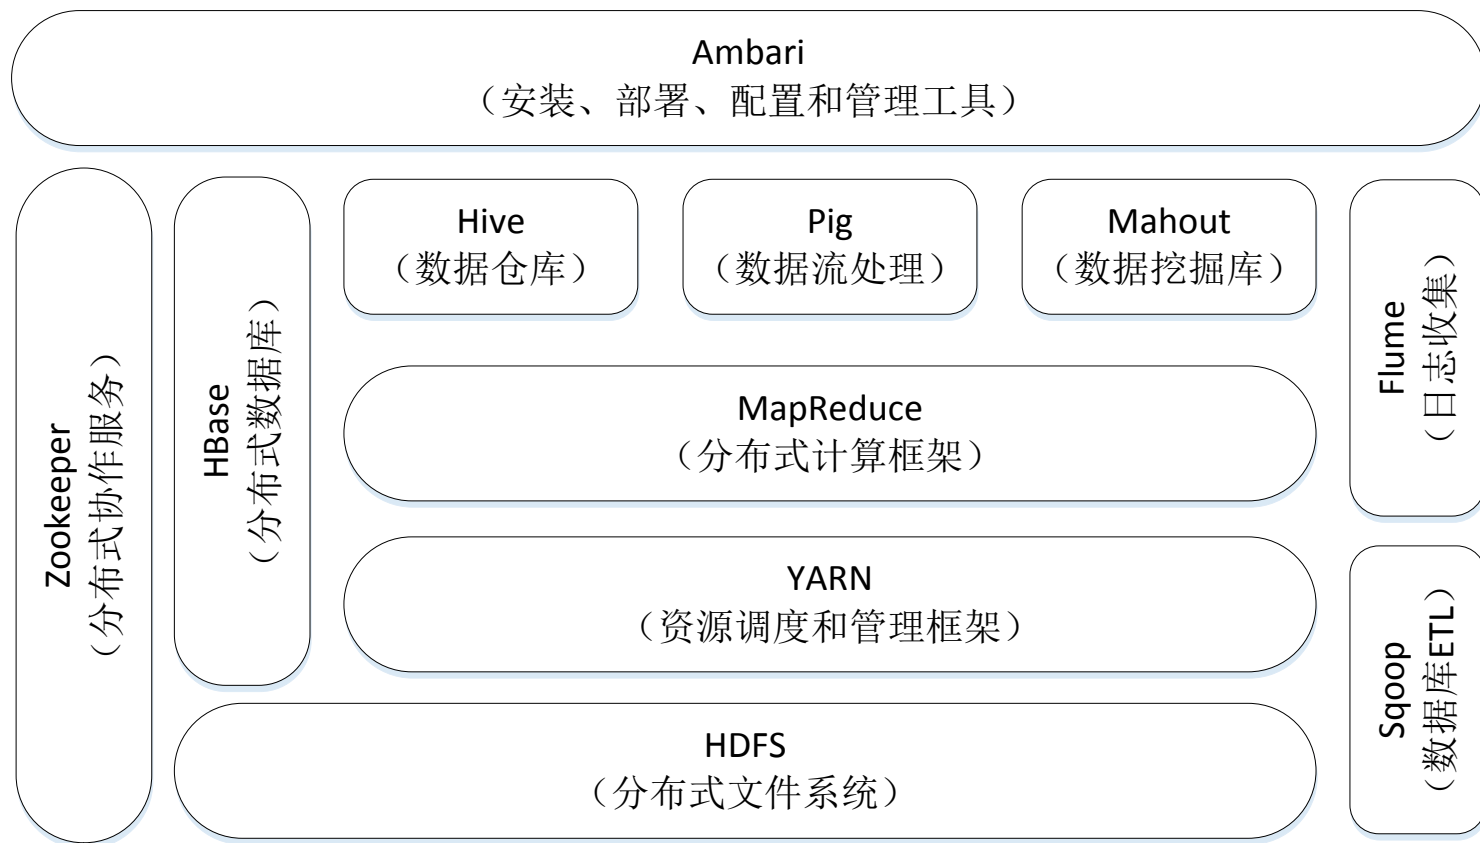 Ambari
（安装、部署、配置和管理工具）
Zookeeper
（分布式协作服务）
HBase
（分布式数据库）
Hive
（数据仓库）
Pig
（数据流处理）
Mahout
（数据挖掘库）
Flume
（日志收集）
MapReduce
（分布式计算框架）
YARN
（资源调度和管理框架）
Sqoop
（数据库ETL）
HDFS
（分布式文件系统）